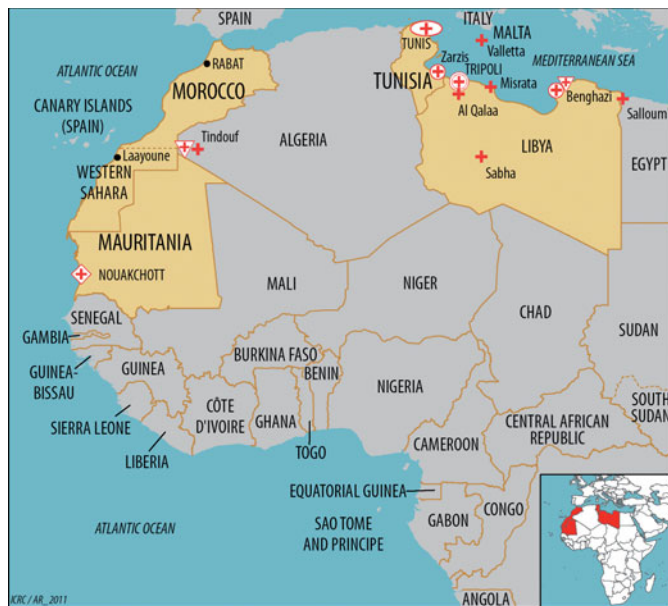 SPAIN
ITALY
MALTA
Valletta
TUNIS
MEDITERRANEAN SEA
ATLANTIC OCEAN
RABAT
Zarzis
TRIPOLI
Misrata
TUNISIA
MOROCCO
Benghazi
Al Qalaa
Salloum
CANARY ISLANDS
(SPAIN)
Tindouf
ALGERIA
LIBYA
Laayoune
EGYPT
WESTERN
SAHARA
Sabha
MAURITANIA
NOUAKCHOTT
MALI
NIGER
CHAD
SENEGAL
SUDAN
GAMBIA
GUINEA-
BISSAU
GUINEA
BURKINA FASO
BENIN
NIGERIA
SIERRA LEONE
CÔTE
D'IVOIRE
GHANA
SOUTH
SUDAN
CENTRAL AFRICAN
REPUBLIC
LIBERIA
TOGO
CAMEROON
EQUATORIAL GUINEA
ATLANTIC OCEAN
SAO TOME
AND PRINCIPE
GABON
CONGO
ANGOLA
ICRC / AR_2011